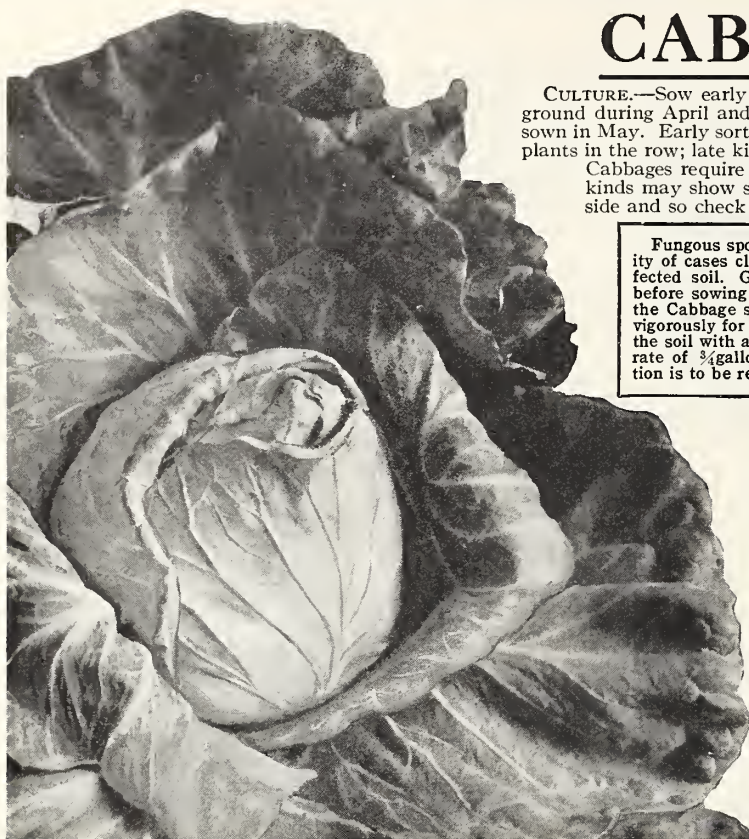 CAB
CULTURE.—Sow early
ground during April and
sown in May. Early sort
plants in the row; late ki
Cabbages require
kinds may show s
side and so check
Fungous spo
ity of cases cl
fected soil. G
before sowing
the Cabbage s
vigorously for
the soil with a
rate of ¾ gallo
tion is to be re